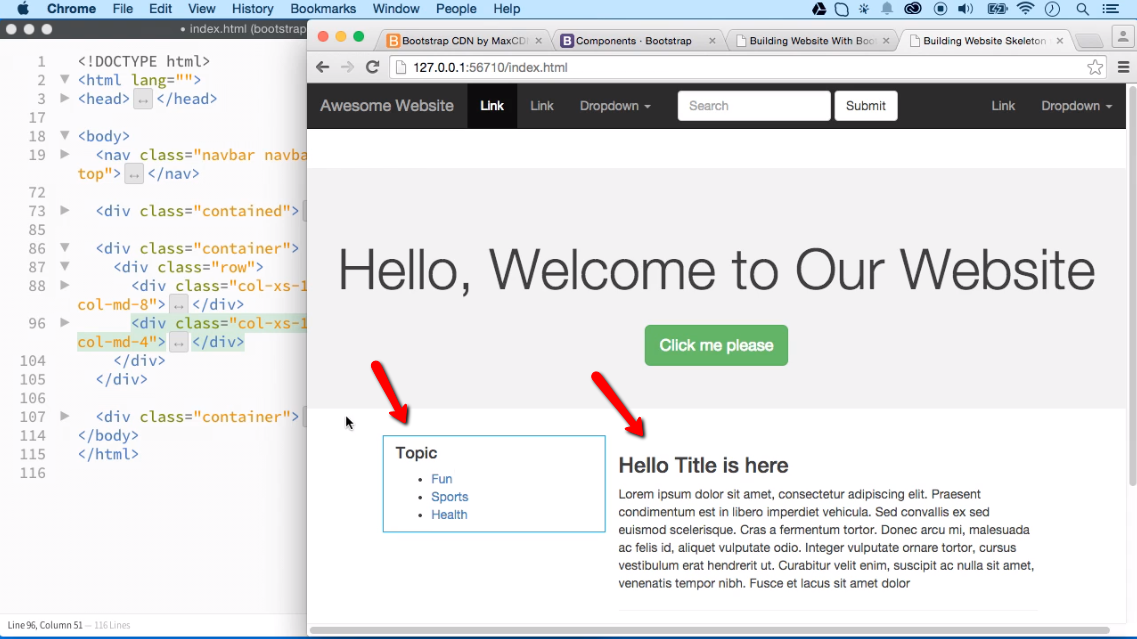 Chrome File Edit View History Bookmarks Window People Help
• index.html (bootstrap
Bootstrap CDN by MaxCD
Components · Bootstrap
Building Website With Boo
Building Website Skeleton
127.0.0.1:56710/index.html
1 <!DOCTYPE html>
2 <html lang="">
3 <head> </head>
17
18 <body>
19 <nav class="navbar navba
top"> </nav>
72
73 <div class="contained">
85
86 <div class="container">
87 <div class="row">
88 <div class="col-xs-1
col-md-8"> </div>
96 <div class="col-xs-1
col-md-4"> </div>
104 </div>
105 </div>
106
107 <div class="container">
114 </body>
115 </html>
116
Line 96, Column 51 — 116 Lines
Awesome Website Link Link Dropdown Search Submit Link Dropdown
Hello, Welcome to Our Website
Click me please
Topic
• Fun
• Sports
• Health
Hello Title is here
Lorem ipsum dolor sit amet, consectetur adipiscing elit. Praesent
condimentum est in libero imperdiet vehicula. Sed convallis ex sed
euismod scelerisque. Cras a fermentum tortor. Donec arcu mi, malesuada
ac felis id, aliquet vulputate odio. Integer vulputate ornare tortor, cursus
vestibulum erat hendrerit ut. Curabitur velit enim, suscipit ac nulla sit amet,
venenatis tempor nibh. Fusce et lacus sit amet dolor